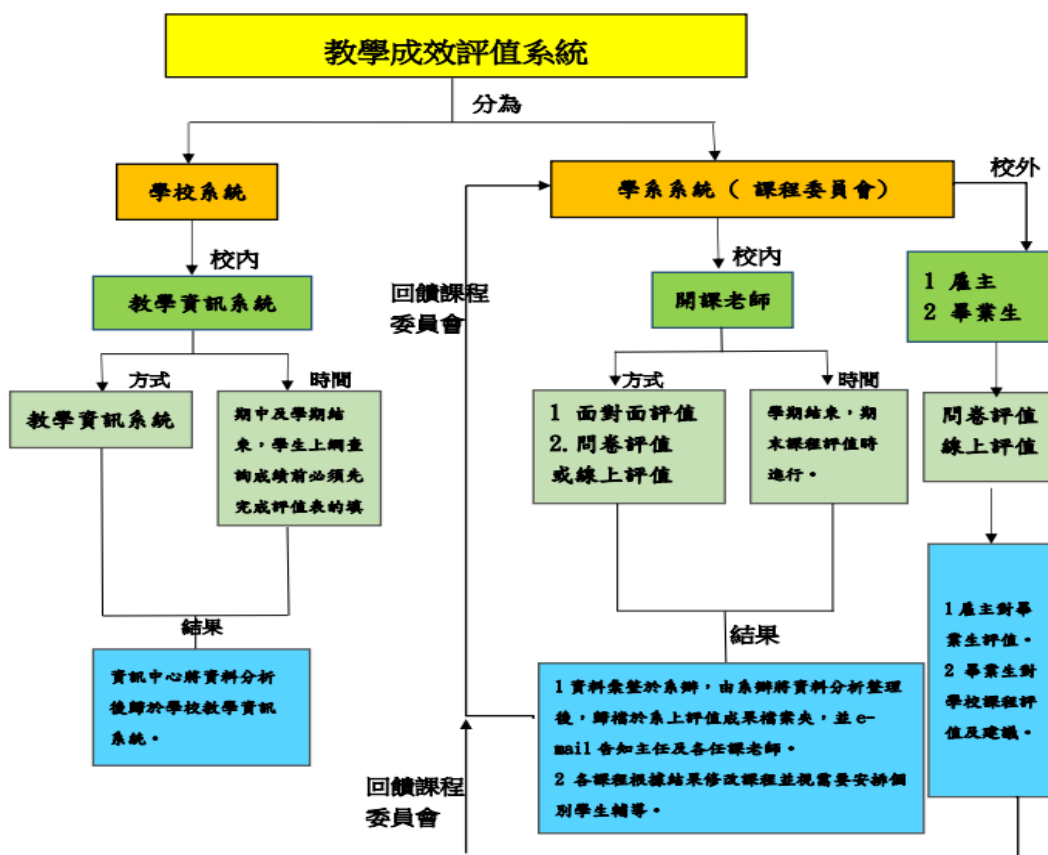 教學成效評值系統
分為
學校系統
學系系統（ 課程委員會）
校外
校內
校內
教學資訊系統
回饋課程
委員會
開課老師
1 雇主
2 畢業生
方式
時間
方式
時間
教學資訊系統
期中及學期結
束，學生上網查
詢成績前必須先
完成評值表的填
1 面對面評值
2. 問卷評值
或線上評值
學期結束，期
末課程評值時
進行。
問卷評值
線上評值
結果
結果
資訊中心將資料分析
後歸於學校教學資訊
系統。
1 資料彙整於系辦，由系辦將資料分析整理
後，歸檔於系上評值成果檔案夾，並 e-
mail 告知主任及各任課老師。
2 各課程根據結果修改課程並視需要安排個
別學生輔導。
1 雇主對畢
業生評值。
2 畢業生對
學校課程評
值及建議。
回饋課程
委員會